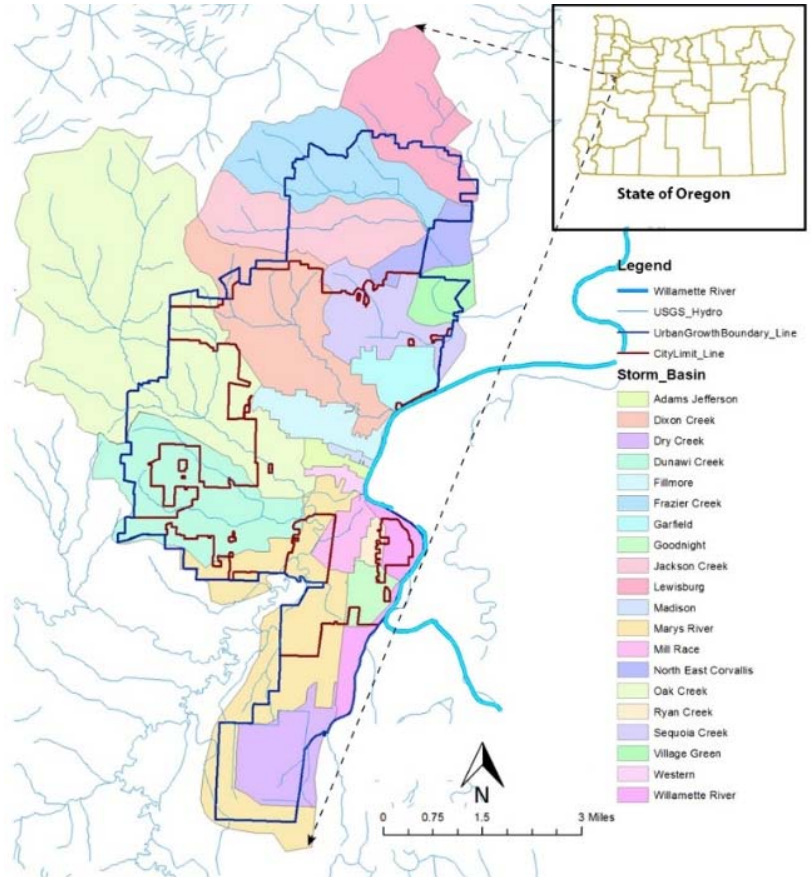 State of Oregon
Legend
Willamette River
USGS_Hydro
UrbanGrowthBoundary_Line
CityLimit_Line
Storm_Basin
Adams Jefferson
Dixon Creek
Dry Creek
Dunawi Creek
Fillmore
Frazier Creek
Garfield
Goodnight
Jackson Creek
Lewisburg
Madison
Marys River
Mill Race
North East Corvallis
Oak Creek
Ryan Creek
Sequoia Creek
Village Green
Western
Willamette River
N
0 0.75 1.5 3 Miles